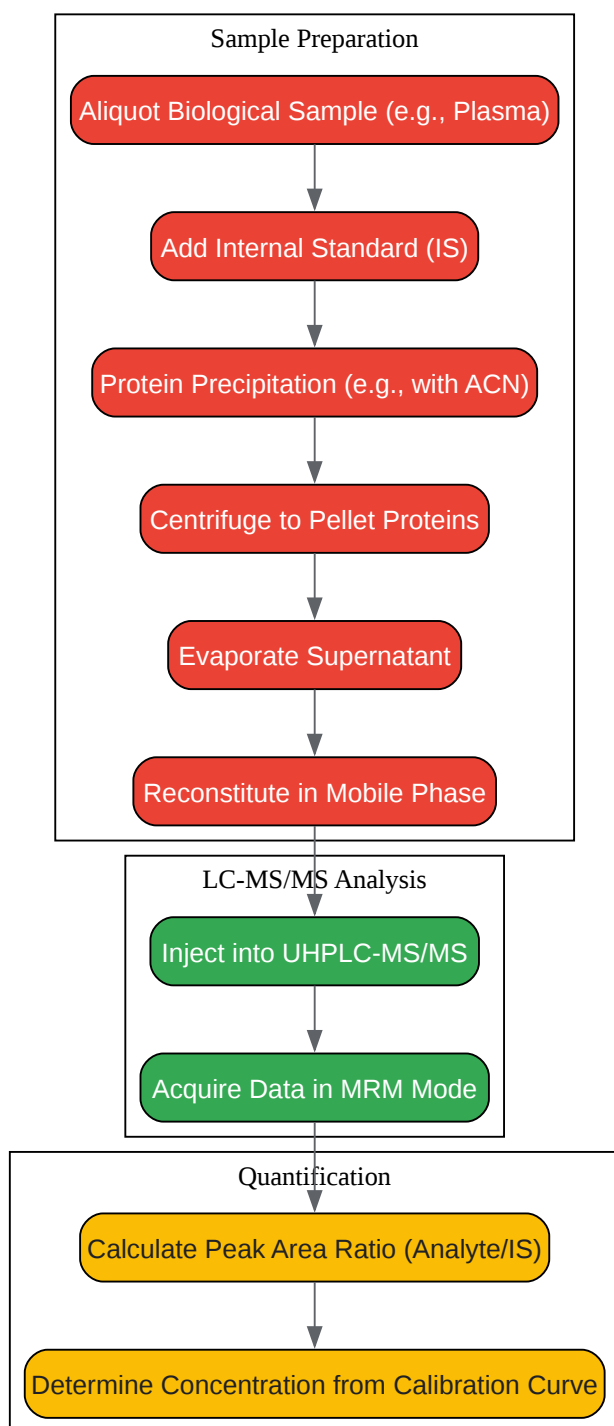 Sample Preparation
Aliquot Biological Sample (e.g., Plasma)
Add Internal Standard (IS)
Protein Precipitation (e.g., with ACN)
Centrifuge to Pellet Proteins
Evaporate Supernatant
Reconstitute in Mobile Phase
LC-MS/MS Analysis
Inject into UHPLC-MS/MS
Acquire Data in MRM Mode
Quantification
Calculate Peak Area Ratio (Analyte/IS)
Determine Concentration from Calibration Curve